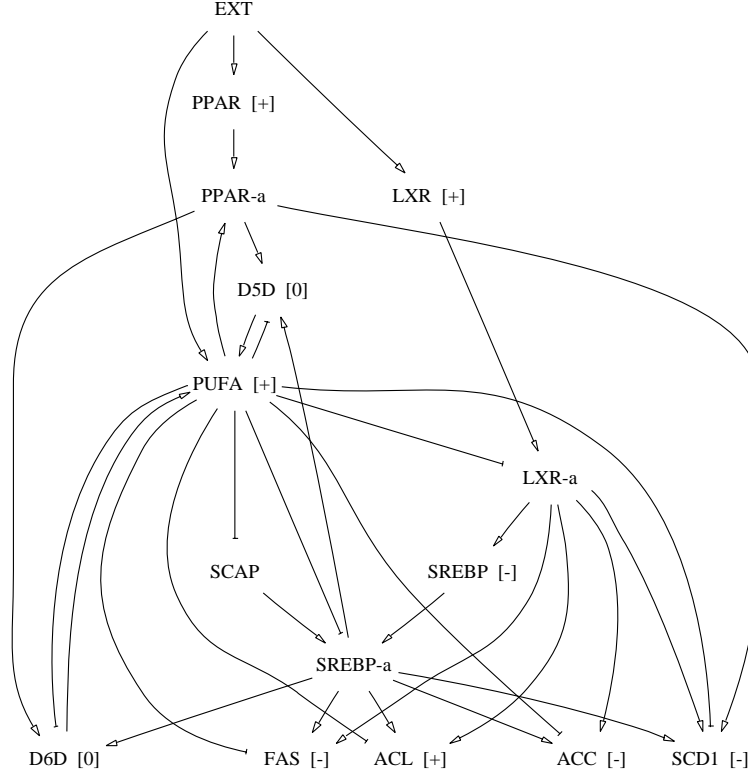 EXT
PPAR [+]
PPAR-a
LXR [+]
D5D [0]
PUFA [+]
LXR-a
SCAP
SREBP [-]
SREBP-a
D6D [0]
FAS [-]
ACL [+]
ACC [-]
SCD1 [-]